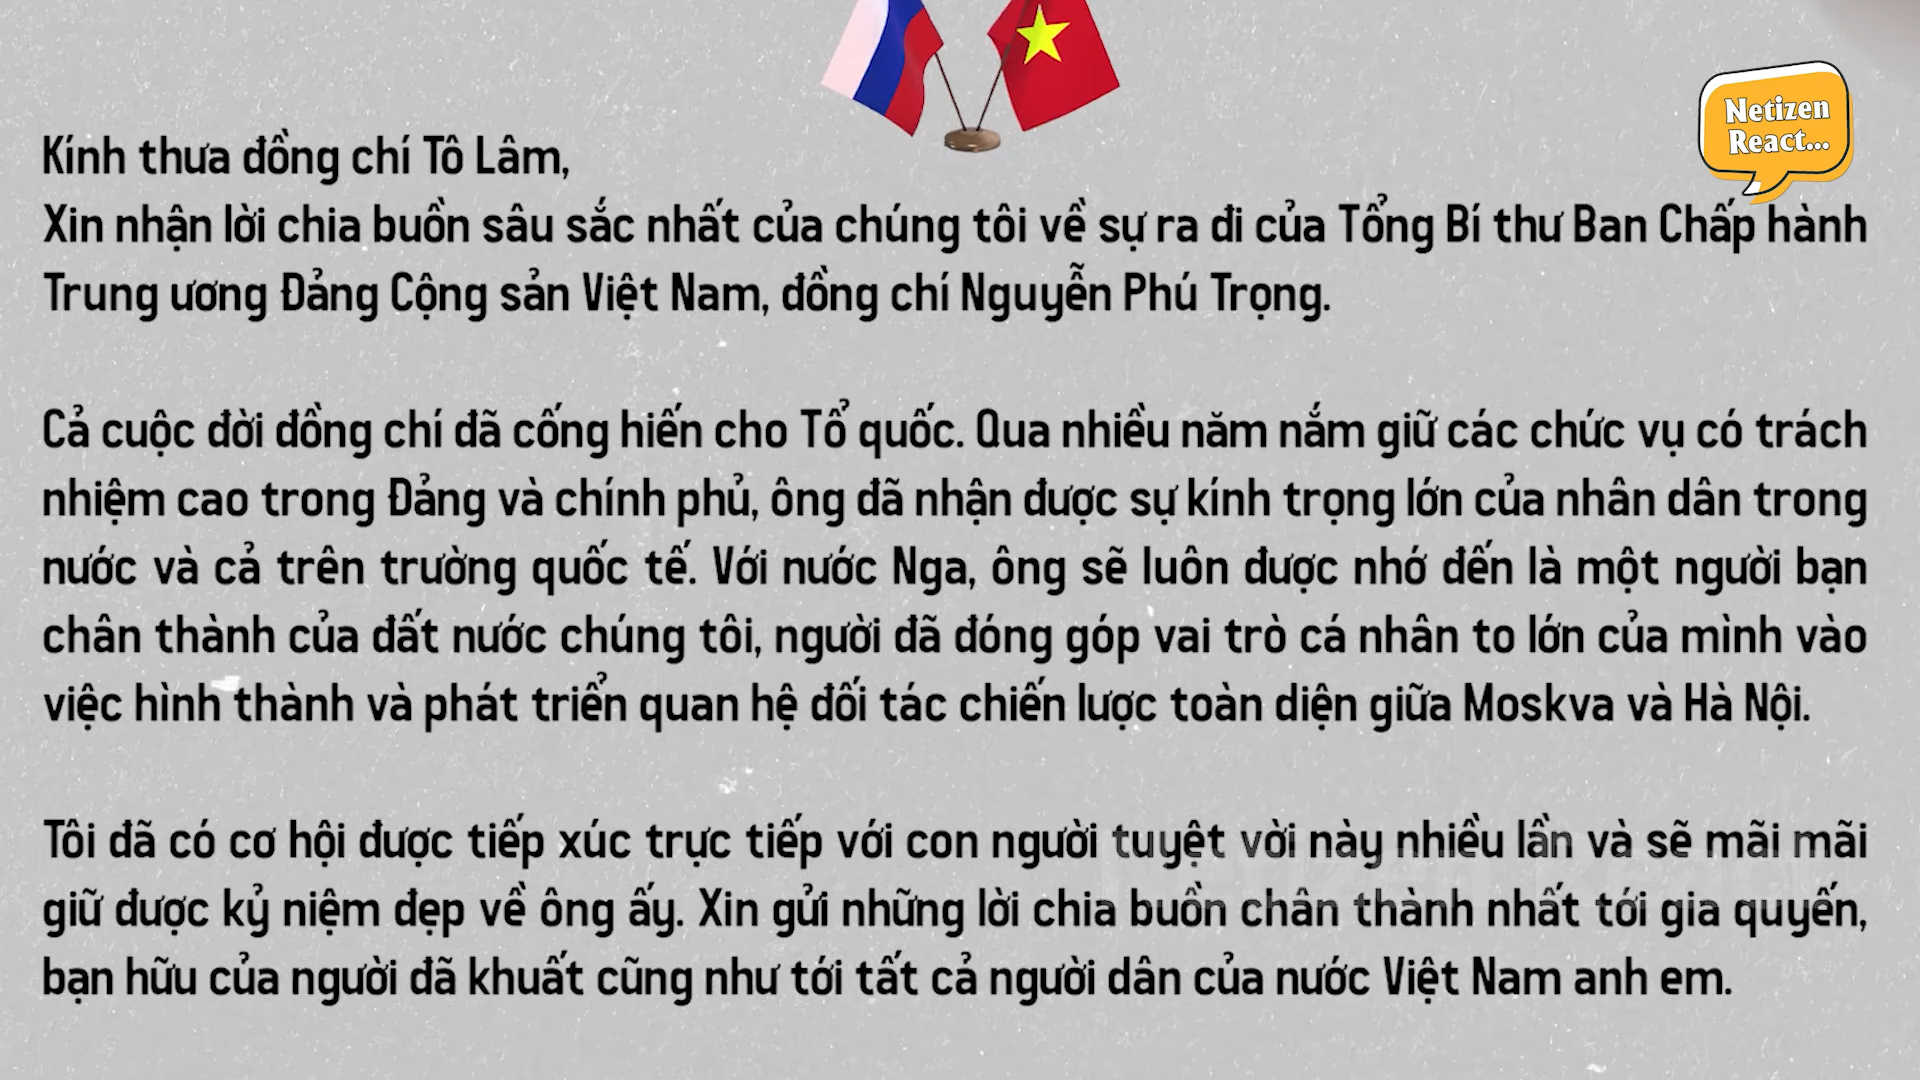 Netizen
React...
Kính thưa đồng chí Tô Lâm,
Xin nhận lời chia buồn sâu sắc nhất của chúng tôi về sự ra đi của Tổng Bí thư Ban Chấp hành
Trung ương Đảng Cộng sản Việt Nam, đồng chí Nguyễn Phú Trọng.
Cả cuộc đời đồng chí đã cống hiến cho Tổ quốc. Qua nhiều năm nắm giữ các chức vụ có trách
nhiệm cao trong Đảng và chính phủ, ông đã nhận được sự kính trọng lớn của nhân dân trong
nước và cả trên trường quốc tế. Với nước Nga, ông sẽ luôn được nhớ đến là một người bạn
chân thành của đất nước chúng tôi, người đã đóng góp vai trò cá nhân to lớn của mình vào
việc hình thành và phát triển quan hệ đối tác chiến lược toàn diện giữa Moskva và Hà Nội.
Tôi đã có cơ hội được tiếp xúc trực tiếp với con người tuyệt vời này nhiều lần và sẽ mãi mãi
giữ được kỷ niệm đẹp về ông ấy. Xin gửi những lời chia buồn chân thành nhất tới gia quyến,
bạn hữu của người đã khuất cũng như tới tất cả người dân của nước Việt Nam anh em.